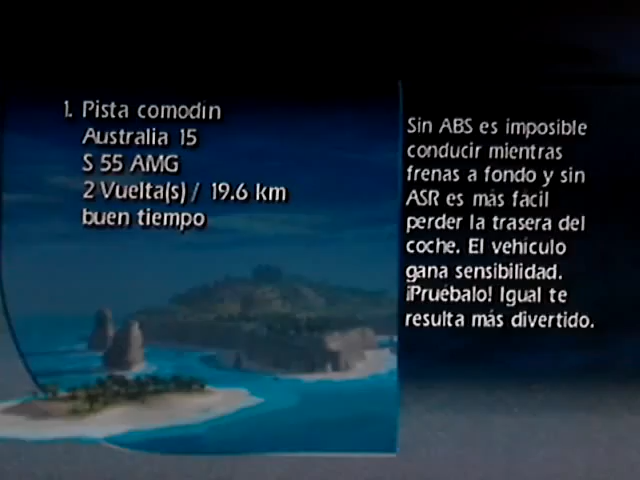 1. Pista comodín
Australia 15
S 55 AMG
2 Vuelta(s) / 19.6 km
buen tiempo
Sin ABS es imposible
conducir mientras
frenas a fondo y sin
ASR es más fácil
perder la trasera del
coche. El vehículo
gana sensibilidad.
¡Pruébalo! Igual te
resulta más divertido.